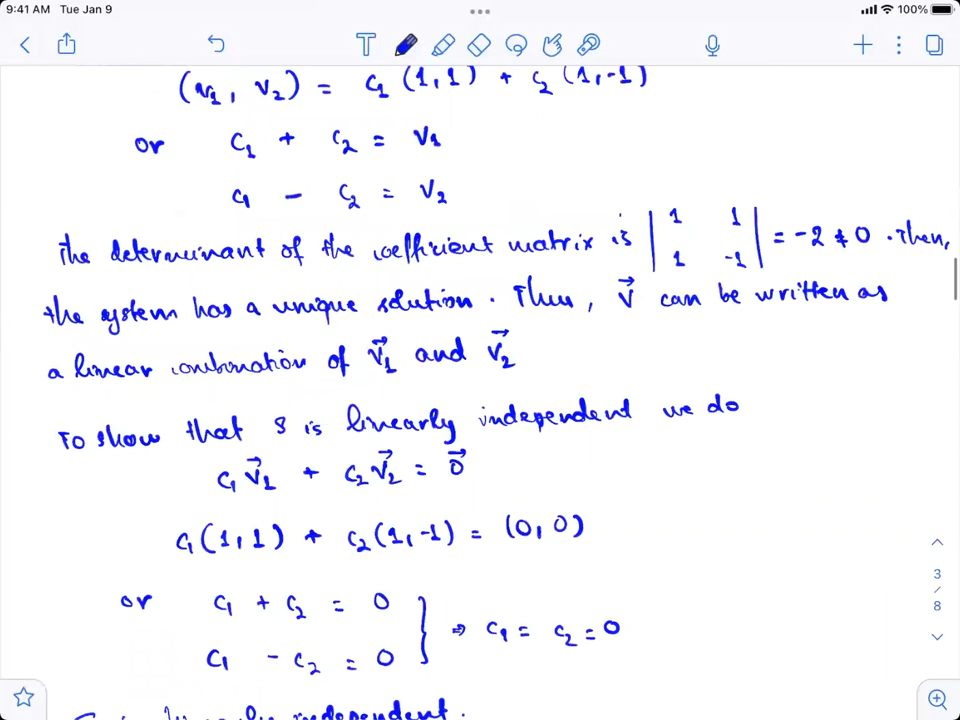 9:41 AM Tue Jan 9
100%
(v₁, v₂) = c₁ (1,1) + c₂ (1,-1)
or c₁ + c₂ = v₁
c₁ − c₂ = v₂
The determinant of the coefficient matrix is | 1 1 | = -2 ≠ 0. Then,
| 1 -1 |
the system has a unique solution. Thus, v⃗ can be written as
a linear combination of v⃗₁ and v⃗₂
To show that S is linearly independent we do
c₁ v⃗₁ + c₂ v⃗₂ = 0⃗
c₁(1,1) + c₂(1,-1) = (0,0)
or c₁ + c₂ = 0
c₁ − c₂ = 0 } ⇒ c₁ = c₂ = 0
S is linearly independent.
3
/
8